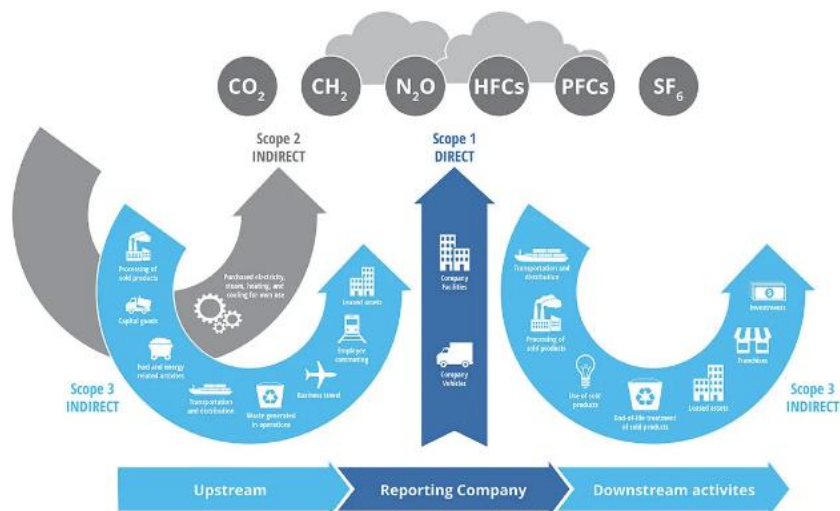 CO₂
CH₂
N₂O
HFCs
PFCs
SF₆
Scope 2
INDIRECT
Scope 1
DIRECT
Purchased electricity,
steam, heating, and
cooling for own use
Processing of
sold products
Capital goods
Fuel and energy
related activities
Transportation
and distribution
Waste generated
in operations
Business travel
Employee
commuting
Leased assets
Scope 3
INDIRECT
Company
Facilities
Company
Vehicles
Transportation and
distribution
Processing of
sold products
Use of sold
products
End-of-life treatment
of sold products
Leased assets
Franchises
Investments
Scope 3
INDIRECT
Upstream
Reporting Company
Downstream activites